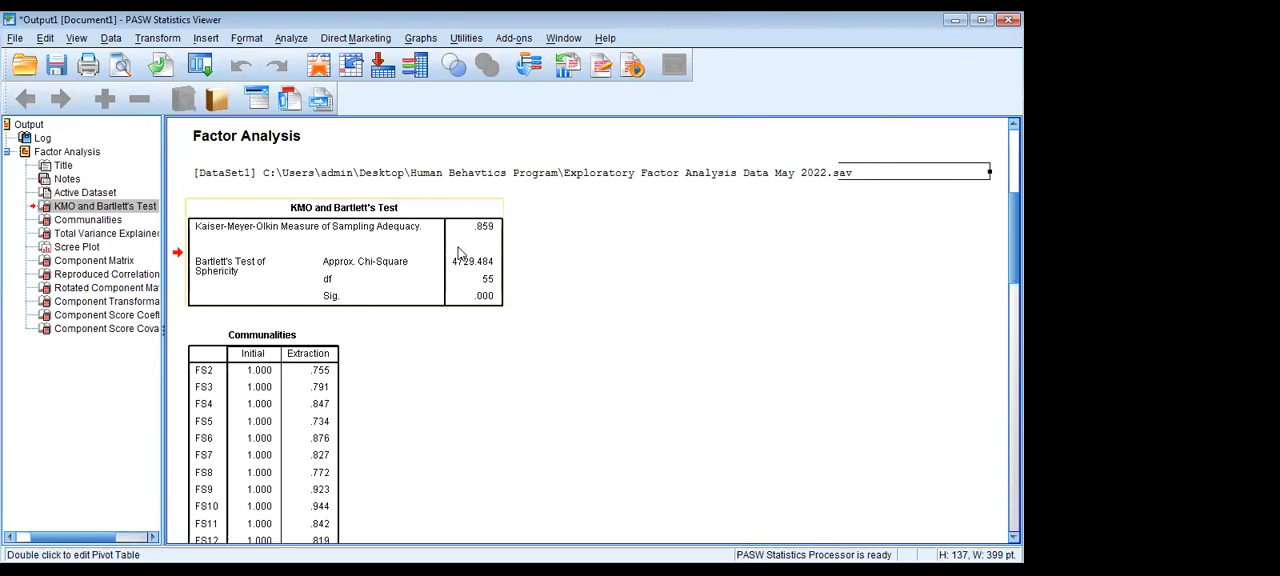 *Output1 [Document1] - PASW Statistics Viewer
File Edit View Data Transform Insert Format Analyze Direct Marketing Graphs Utilities Add-ons Window Help
Output
Log
Factor Analysis
Title
Notes
Active Dataset
KMO and Bartlett's Test
Communalities
Total Variance Explaine
Scree Plot
Component Matrix
Reproduced Correlation
Rotated Component Ma
Component Transforma
Component Score Coeff
Component Score Cova
Factor Analysis
[DataSet1] C:\Users\admin\Desktop\Human Behavtics Program\Exploratory Factor Analysis Data May 2022.sav
KMO and Bartlett's Test
Kaiser-Meyer-Olkin Measure of Sampling Adequacy. .859
Bartlett's Test of Sphericity Approx. Chi-Square 4729.484
df 55
Sig. .000
Communalities
Initial Extraction
FS2 1.000 .755
FS3 1.000 .791
FS4 1.000 .847
FS5 1.000 .734
FS6 1.000 .876
FS7 1.000 .827
FS8 1.000 .772
FS9 1.000 .923
FS10 1.000 .944
FS11 1.000 .842
FS12 1.000 .819
Double click to edit Pivot Table
PASW Statistics Processor is ready
H: 137, W: 399 pt.